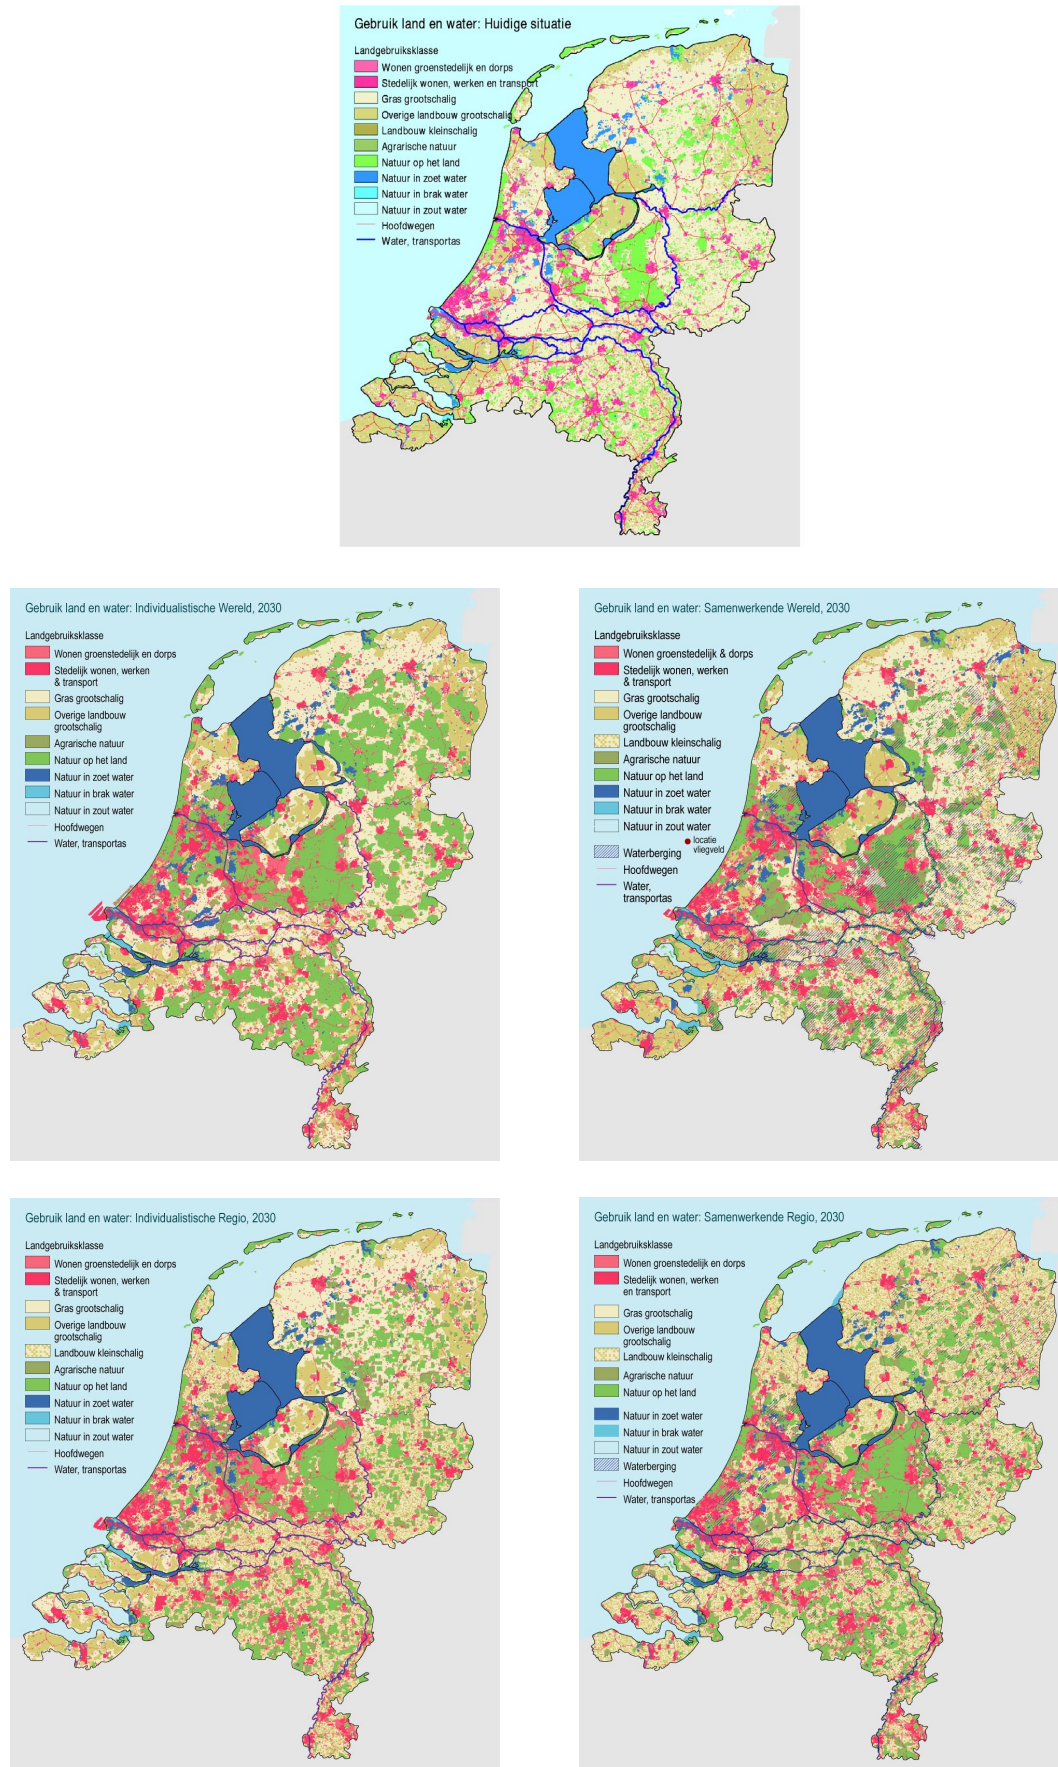 Gebruik land en water: Huidige situatie
Landgebruiksklasse
Wonen groenstedelijk en dorps
Stedelijk wonen, werken en transport
Gras grootschalig
Overige landbouw grootschalig
Landbouw kleinschalig
Agrarische natuur
Natuur op het land
Natuur in zoet water
Natuur in brak water
Natuur in zout water
Hoofdwegen
Water, transportas
Gebruik land en water: Individualistische Wereld, 2030
Landgebruiksklasse
Wonen groenstedelijk en dorps
Stedelijk wonen, werken
& transport
Gras grootschalig
Overige landbouw
grootschalig
Agrarische natuur
Natuur op het land
Natuur in zoet water
Natuur in brak water
Natuur in zout water
Hoofdwegen
Water, transportas
Gebruik land en water: Samenwerkende Wereld, 2030
Landgebruiksklasse
Wonen groenstedelijk & dorps
Stedelijk wonen, werken
& transport
Gras grootschalig
Overige landbouw
grootschalig
Landbouw kleinschalig
Agrarische natuur
Natuur op het land
Natuur in zoet water
Natuur in brak water
Natuur in zout water
locatie
vliegveld
Waterberging
Hoofdwegen
Water,
transportas
Gebruik land en water: Individualistische Regio, 2030
Landgebruiksklasse
Wonen groenstedelijk en dorps
Stedelijk wonen, werken
& transport
Gras grootschalig
Overige landbouw
grootschalig
Landbouw kleinschalig
Agrarische natuur
Natuur op het land
Natuur in zoet water
Natuur in brak water
Natuur in zout water
Hoofdwegen
Water, transportas
Gebruik land en water: Samenwerkende Regio, 2030
Landgebruiksklasse
Wonen groenstedelijk en dorps
Stedelijk wonen, werken
en transport
Gras grootschalig
Overige landbouw
grootschalig
Landbouw kleinschalig
Agrarische natuur
Natuur op het land
Natuur in zoet water
Natuur in brak water
Natuur in zout water
Waterberging
Hoofdwegen
Water, transportas